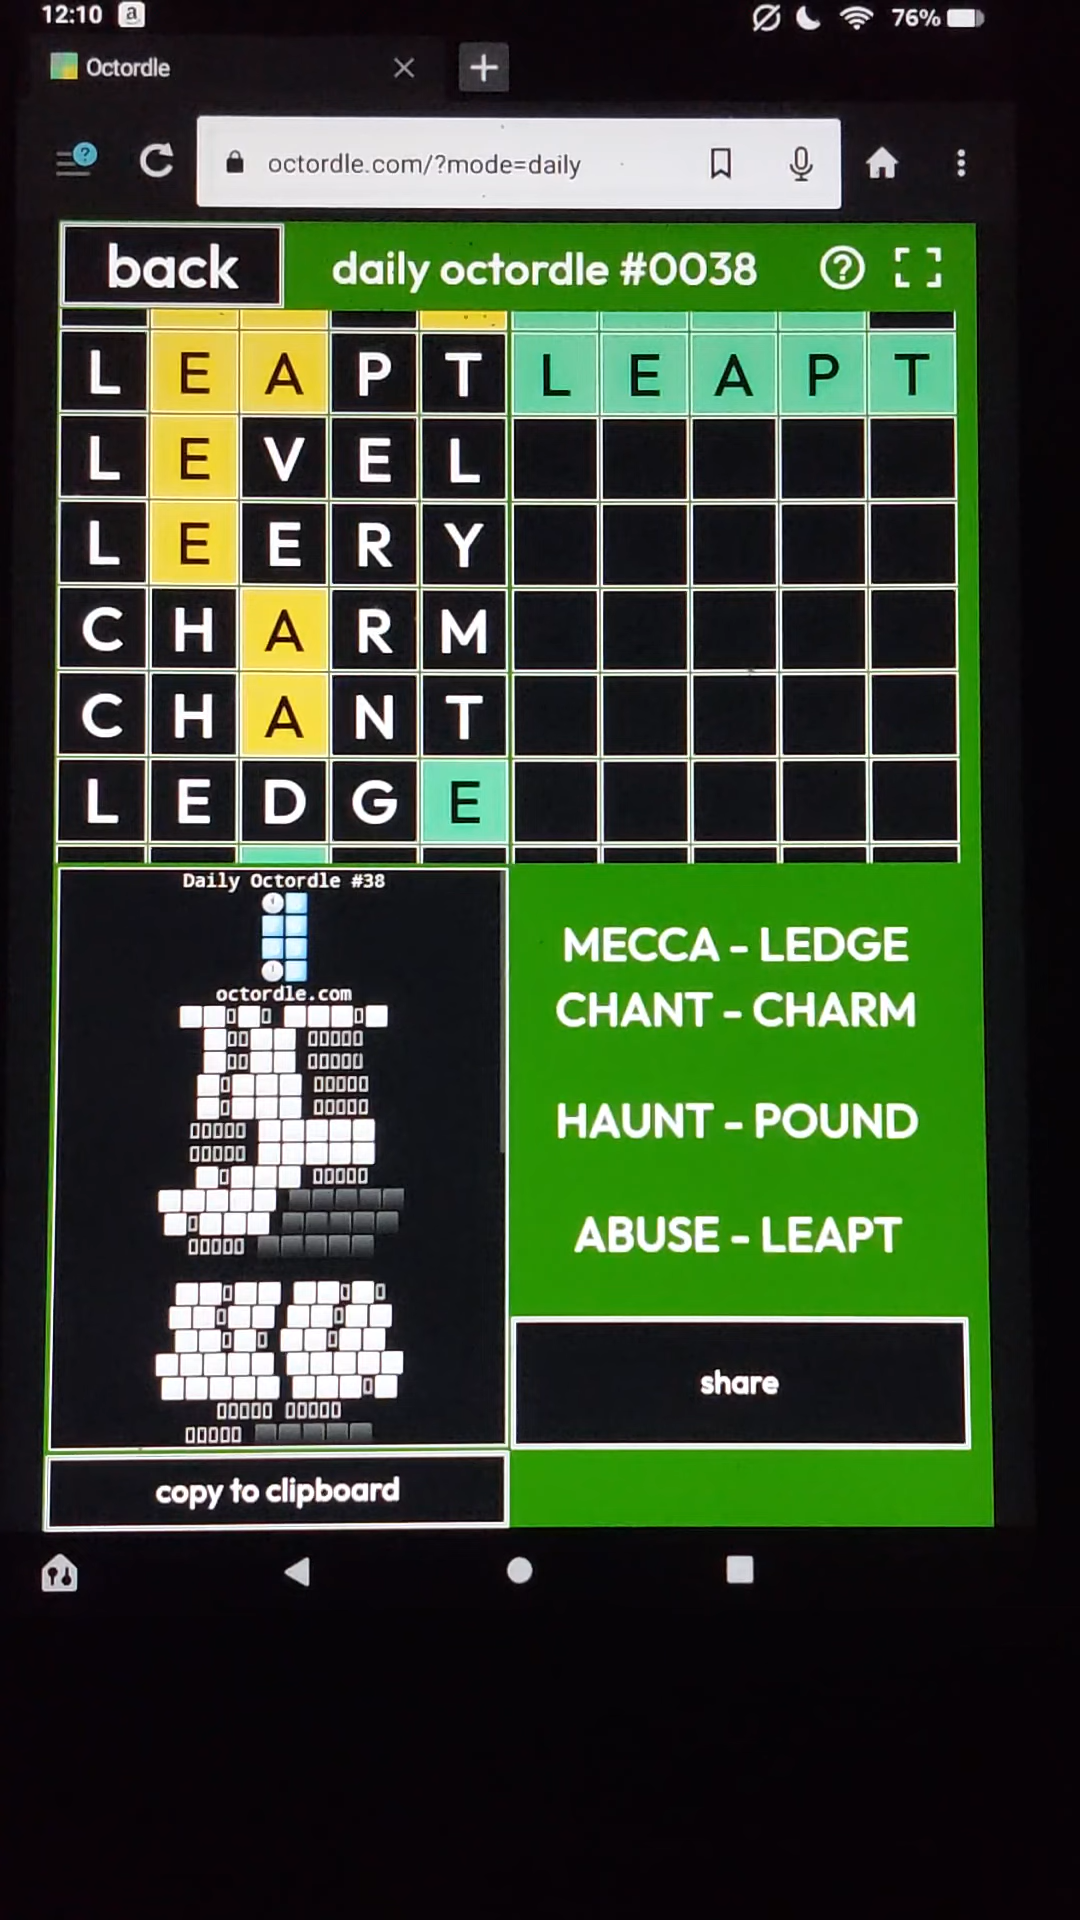 12:10 a 76%
Octordle
octordle.com/?mode=daily
back daily octordle #0038
L E A P T L E A P T
L E V E L
L E E R Y
C H A R M
C H A N T
L E D G E
Daily Octordle #38
octordle.com
MECCA - LEDGE
CHANT - CHARM
HAUNT - POUND
ABUSE - LEAPT
share
copy to clipboard